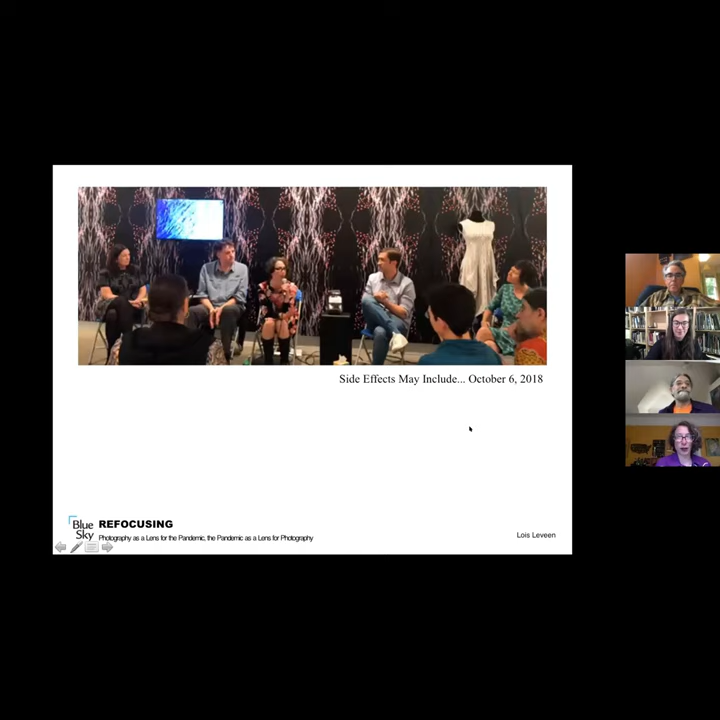 Side Effects May Include... October 6, 2018
Blue
Sky
REFOCUSING
Photography as a Lens for the Pandemic, the Pandemic as a Lens for Photography
Lois Leveen